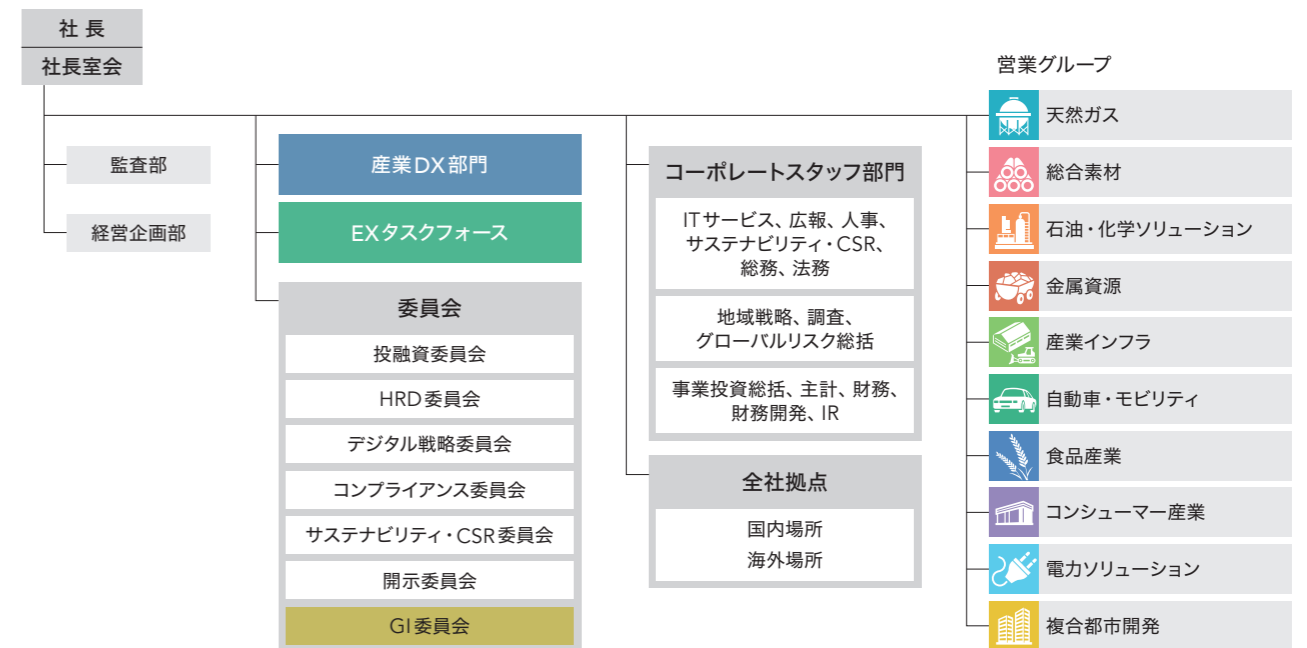 社 長
社長室会
監査部
経営企画部
産業DX部門
EXタスクフォース
委員会
投融資委員会
HRD委員会
デジタル戦略委員会
コンプライアンス委員会
サステナビリティ・CSR委員会
開示委員会
GI委員会
コーポレートスタッフ部門
ITサービス、広報、人事、
サステナビリティ・CSR、
総務、法務
地域戦略、調査、
グローバルリスク総括
事業投資総括、主計、財務、
財務開発、IR
全社拠点
国内場所
海外場所
営業グループ
天然ガス
総合素材
石油・化学ソリューション
金属資源
産業インフラ
自動車・モビリティ
食品産業
コンシューマー産業
電力ソリューション
複合都市開発